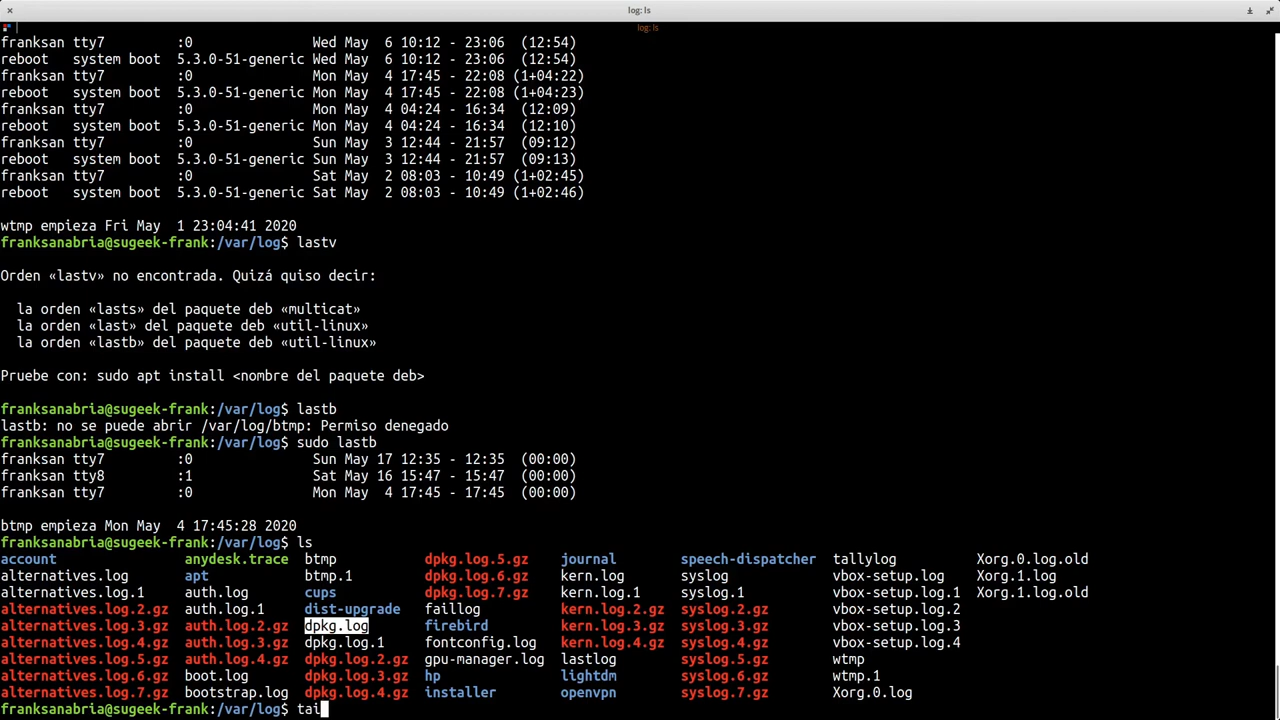 log: ls
log: ls
franksan tty7         :0               Wed May  6 10:12 - 23:06  (12:54)
reboot   system boot  5.3.0-51-generic Wed May  6 10:12 - 23:06  (12:54)
franksan tty7         :0               Mon May  4 17:45 - 22:08 (1+04:22)
reboot   system boot  5.3.0-51-generic Mon May  4 17:45 - 22:08 (1+04:23)
franksan tty7         :0               Mon May  4 04:24 - 16:34  (12:09)
reboot   system boot  5.3.0-51-generic Mon May  4 04:24 - 16:34  (12:10)
franksan tty7         :0               Sun May  3 12:44 - 21:57  (09:12)
reboot   system boot  5.3.0-51-generic Sun May  3 12:44 - 21:57  (09:13)
franksan tty7         :0               Sat May  2 08:03 - 10:49 (1+02:45)
reboot   system boot  5.3.0-51-generic Sat May  2 08:03 - 10:49 (1+02:46)
wtmp empieza Fri May  1 23:04:41 2020
franksanabria@sugeek-frank:/var/log$ lastv
Orden «lastv» no encontrada. Quizá quiso decir:
la orden «lasts» del paquete deb «multicat»
la orden «last» del paquete deb «util-linux»
la orden «lastb» del paquete deb «util-linux»
Pruebe con: sudo apt install <nombre del paquete deb>
franksanabria@sugeek-frank:/var/log$ lastb
lastb: no se puede abrir /var/log/btmp: Permiso denegado
franksanabria@sugeek-frank:/var/log$ sudo lastb
franksan tty7         :0               Sun May 17 12:35 - 12:35  (00:00)
franksan tty8         :1               Sat May 16 15:47 - 15:47  (00:00)
franksan tty7         :0               Mon May  4 17:45 - 17:45  (00:00)
btmp empieza Mon May  4 17:45:28 2020
franksanabria@sugeek-frank:/var/log$ ls
account                anydesk.trace  btmp           dpkg.log.5.gz   journal        speech-dispatcher  tallylog         Xorg.0.log.old
alternatives.log       apt            btmp.1         dpkg.log.6.gz   kern.log       syslog             vbox-setup.log   Xorg.1.log
alternatives.log.1     auth.log       cups           dpkg.log.7.gz   kern.log.1     syslog.1           vbox-setup.log.1 Xorg.1.log.old
alternatives.log.2.gz  auth.log.1     dist-upgrade   faillog         kern.log.2.gz  syslog.2.gz        vbox-setup.log.2
alternatives.log.3.gz  auth.log.2.gz  dpkg.log       firebird        kern.log.3.gz  syslog.3.gz        vbox-setup.log.3
alternatives.log.4.gz  auth.log.3.gz  dpkg.log.1     fontconfig.log  kern.log.4.gz  syslog.4.gz        vbox-setup.log.4
alternatives.log.5.gz  auth.log.4.gz  dpkg.log.2.gz  gpu-manager.log lastlog        syslog.5.gz        wtmp
alternatives.log.6.gz  boot.log       dpkg.log.3.gz  hp              lightdm        syslog.6.gz        wtmp.1
alternatives.log.7.gz  bootstrap.log  dpkg.log.4.gz  installer       openvpn        syslog.7.gz        Xorg.0.log
franksanabria@sugeek-frank:/var/log$ tai